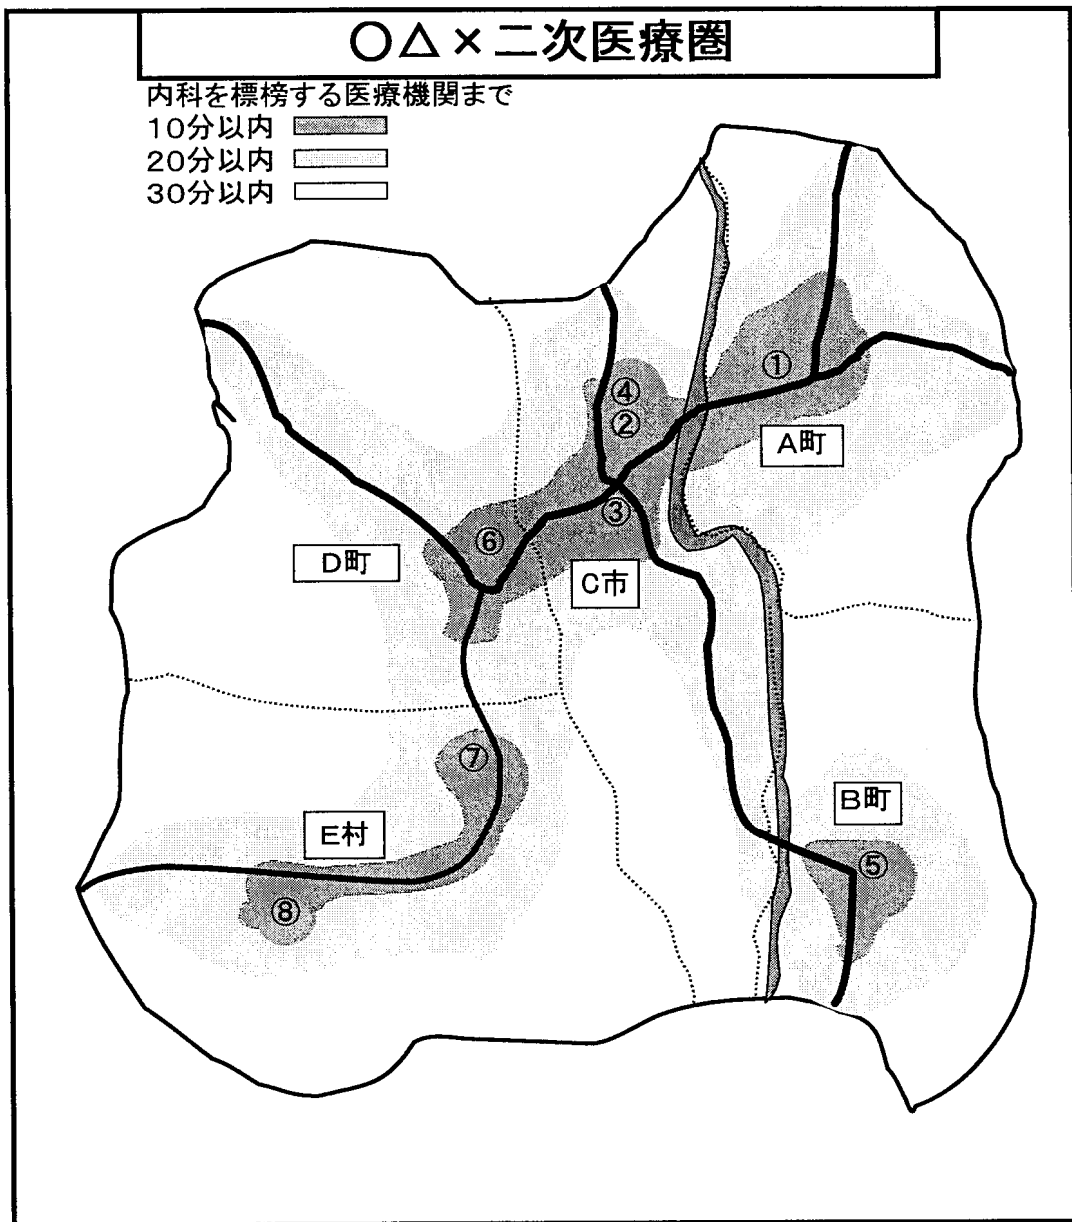 ○△×二次医療圏
内科を標榜する医療機関まで
10分以内
20分以内
30分以内
①
④
②
A町
③
⑥
D町
C市
⑦
B町
E村
⑤
⑧